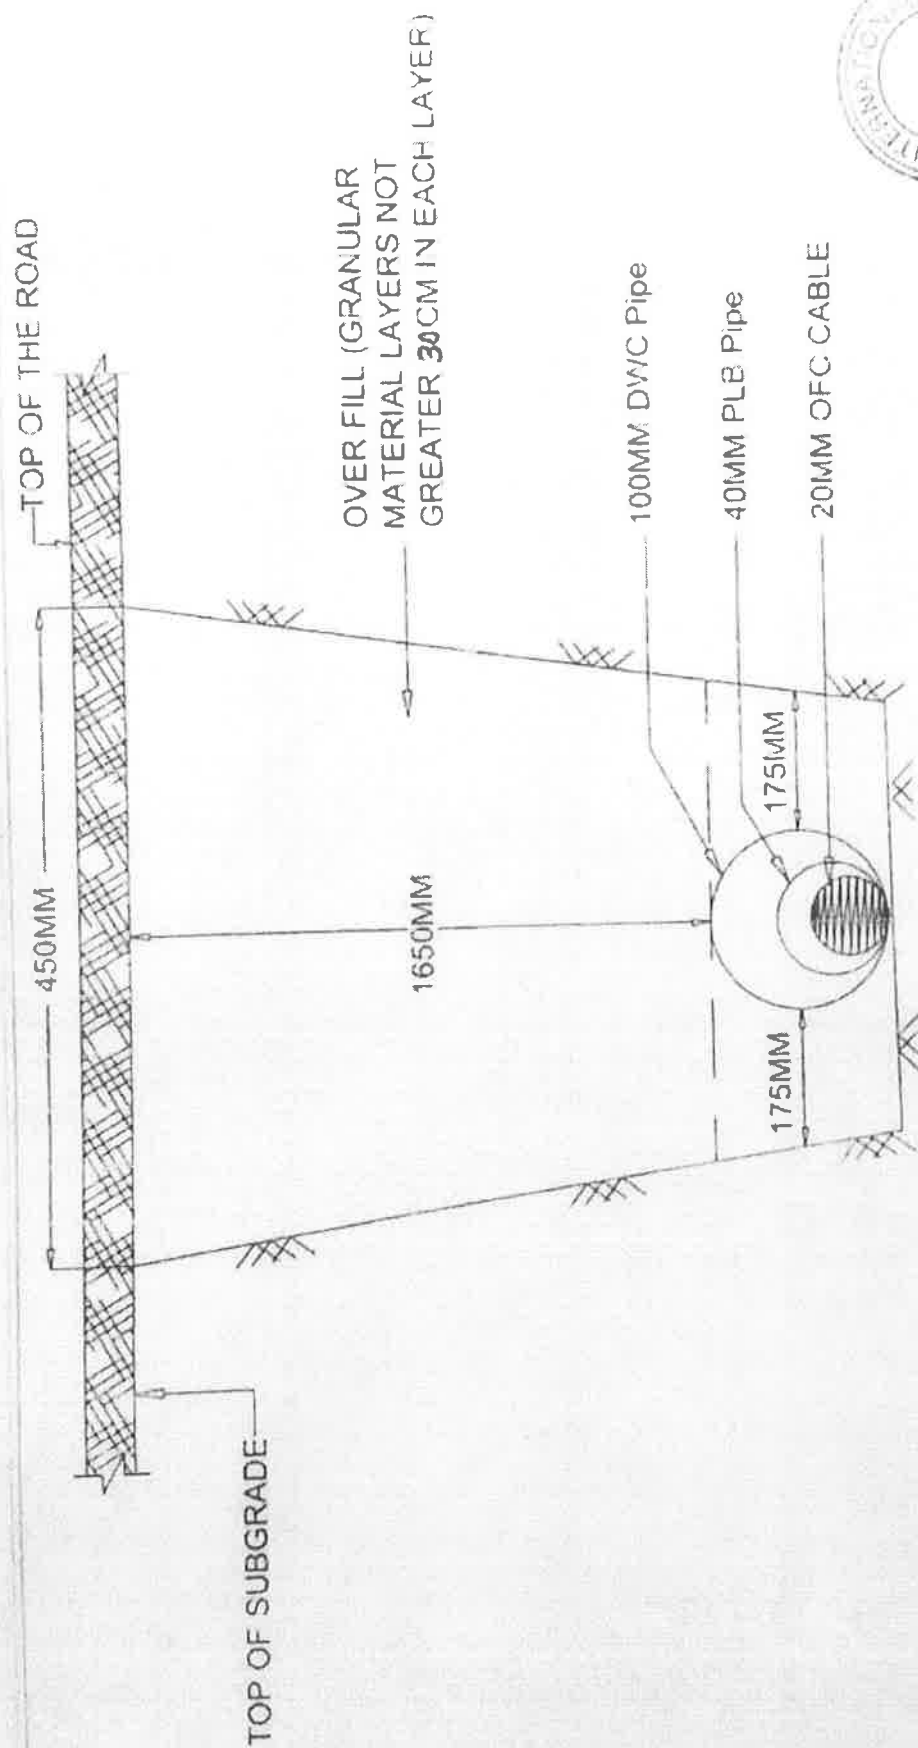 TOP OF THE ROAD
450MM
TOP OF SUBGRADE
OVER FILL (GRANULAR
MATERIAL LAYERS NOT
GREATER 30CM IN EACH LAYER)
1650MM
100MM DWC Pipe
40MM PLB Pipe
20MM OFC CABLE
175MM
175MM